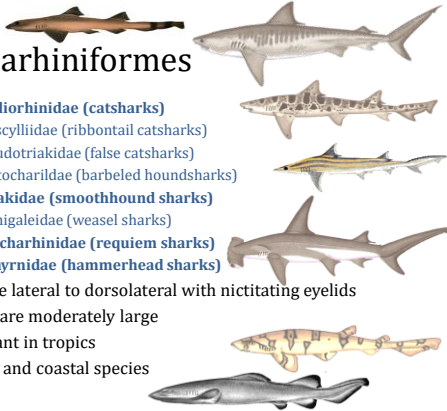 arhiniformes
liorhinidae (catsharks)
scylliidae (ribbontail catsharks)
udotriakidae (false catsharks)
tocharildae (barbeled houndsharks)
akidae (smoothhound sharks)
nigaleidae (weasel sharks)
charhinidae (requiem sharks)
yrnidae (hammerhead sharks)
e lateral to dorsolateral with nictitating eyelids
are moderately large
ant in tropics
and coastal species